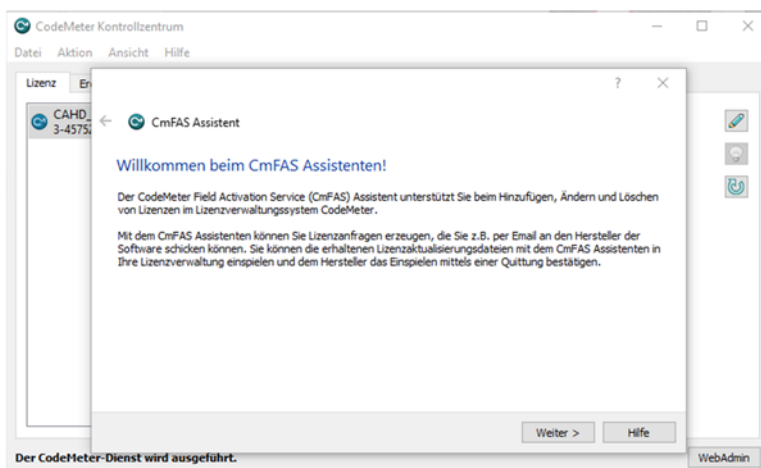 CodeMeter Kontrollzentrum
Datei Aktion Ansicht Hilfe
Lizenz
CAHD_
CmFAS Assistent
Willkommen beim CmFAS Assistenten!
Der CodeMeter Field Activation Service (CmFAS) Assistent unterstützt Sie beim Hinzufügen, Ändern und Löschen
von Lizenzen im Lizenzverwaltungssystem CodeMeter.
Mit dem CmFAS Assistenten können Sie Lizenzanfragen erzeugen, die Sie z.B. per Email an den Hersteller der
Software schicken können. Sie können die erhaltenen Lizenzaktualisierungsdateien mit dem CmFAS Assistenten in
Ihre Lizenzverwaltung einspielen und dem Hersteller das Einspielen mittels einer Quittung bestätigen.
Weiter > Hilfe
Der CodeMeter-Dienst wird ausgeführt. WebAdmin